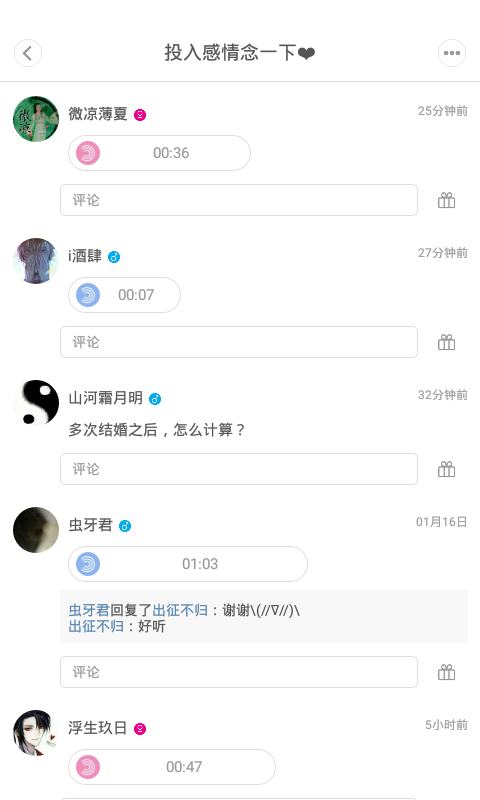 投入感情念一下❤
微凉薄夏
25分钟前
00:36
评论
i酒肆
27分钟前
00:07
评论
山河霜月明
32分钟前
多次结婚之后，怎么计算？
评论
虫牙君
01月16日
01:03
虫牙君回复了出征不归：谢谢\(//∇//)\
出征不归：好听
评论
浮生玖日
5小时前
00:47